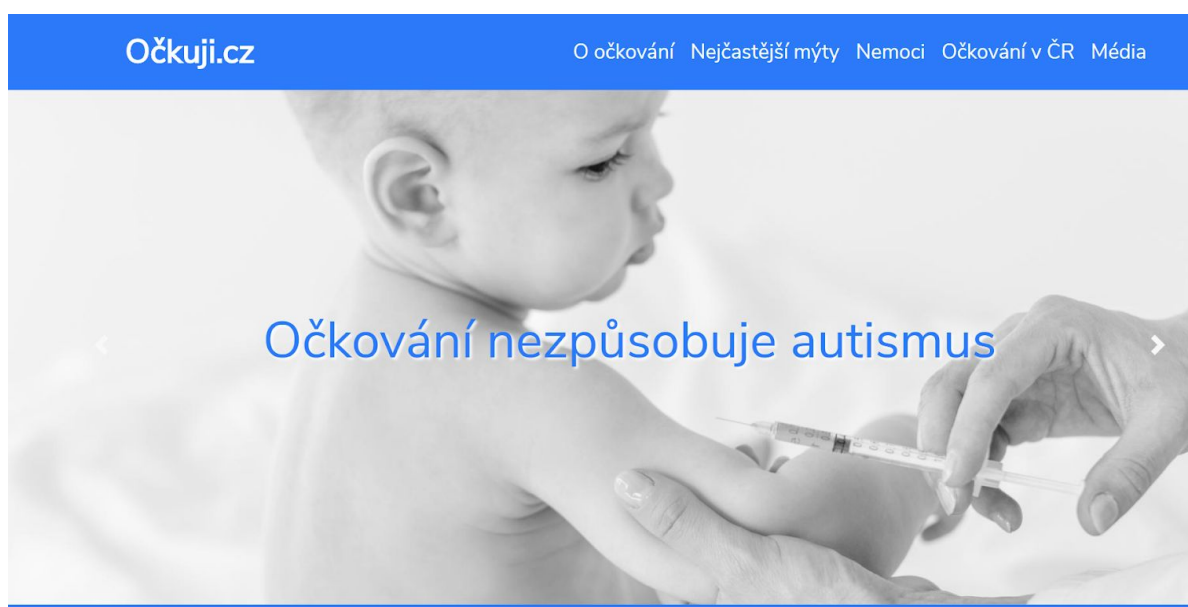 Očkuji.cz
O očkování Nejčastější mýty Nemoci Očkování v ČR Média
Očkování nezpůsobuje autismus